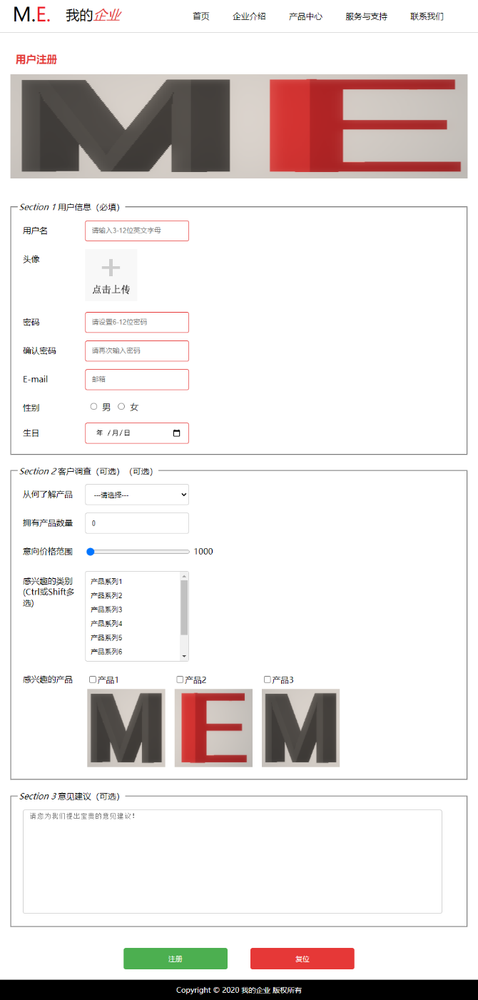 M.E. 我的企业 首页 企业介绍 产品中心 服务与支持 联系我们
用户注册
ME
Section 1 用户信息（必填）
用户名 请输入3-12位英文字母
头像
点击上传
密码 请设置6-12位密码
确认密码 请再次输入密码
E-mail 邮箱
性别 男 女
生日 年 /月/日
Section 2 客户调查（可选）（可选）
从何了解产品 ---请选择---
拥有产品数量 0
意向价格范围 1000
感兴趣的类别
(Ctrl或Shift多
选)
产品系列1
产品系列2
产品系列3
产品系列4
产品系列5
产品系列6
感兴趣的产品 产品1 产品2 产品3
M E M
Section 3 意见建议（可选）
请您为我们提出宝贵的意见建议！
注册 复位
Copyright © 2020 我的企业 版权所有